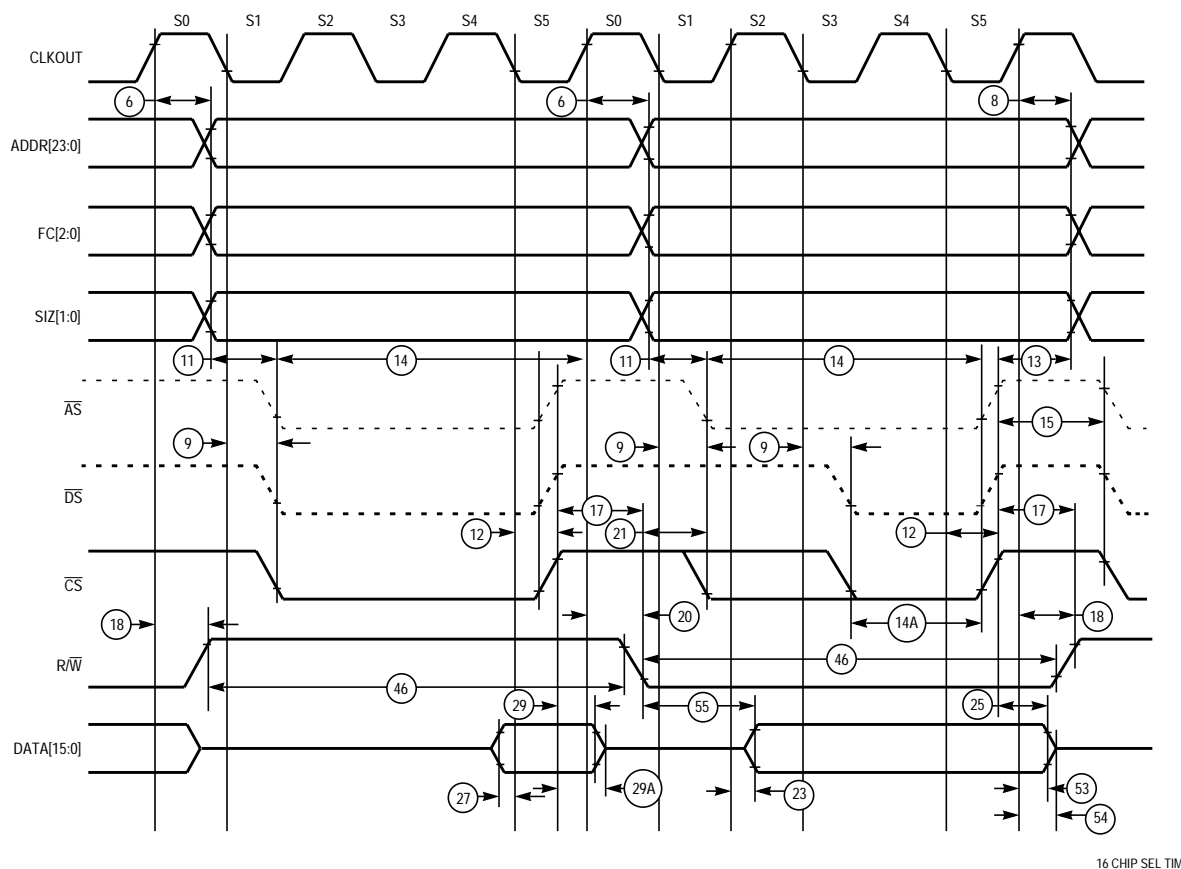 S0 S1 S2 S3 S4 S5 S0 S1 S2 S3 S4 S5
CLKOUT
6 6 8
ADDR[23:0]
FC[2:0]
SIZ[1:0]
11 14 11 14 13
AS
15
9 9 9
DS
17 17
12 21 12
CS
18 20 14A 18
R/W
46 46
29 55 25
DATA[15:0]
27 29A 23 53
54
16 CHIP SEL TIM